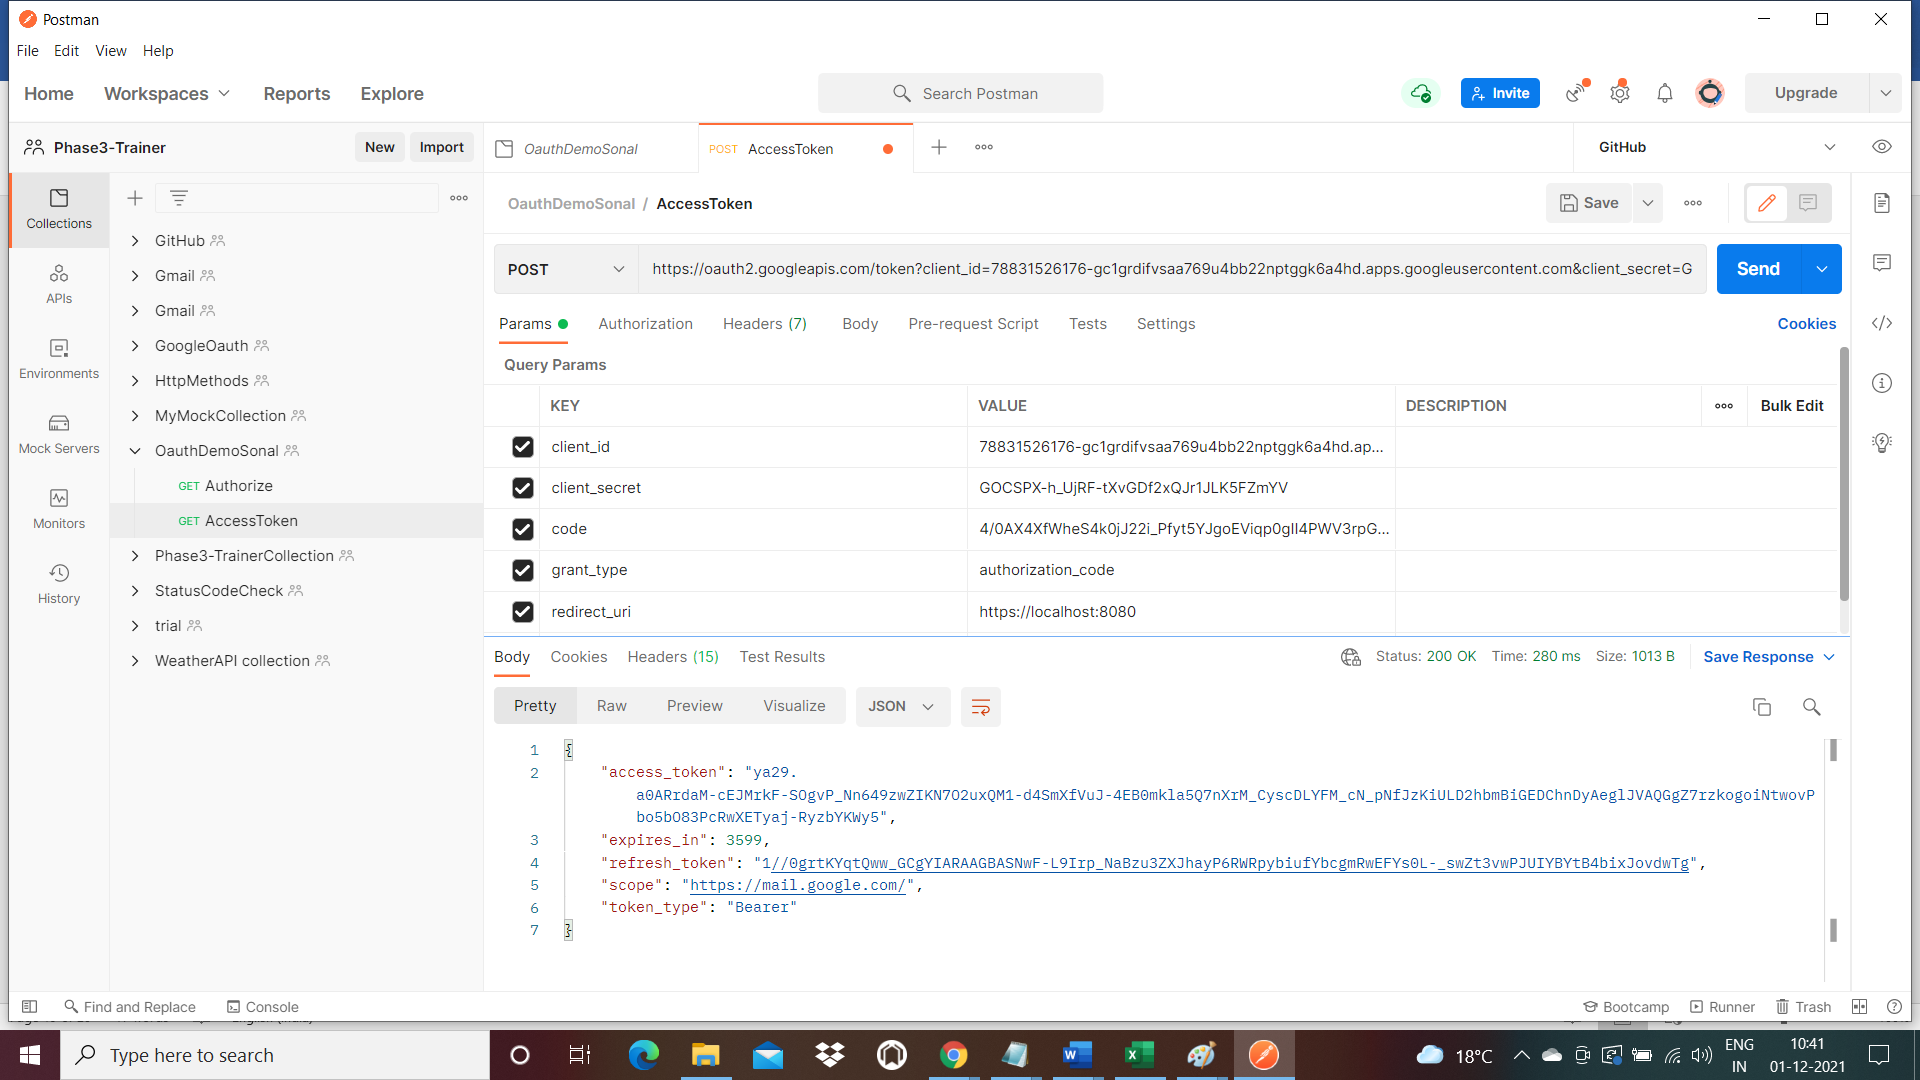 Postman
File Edit View Help
Home Workspaces Reports Explore
Search Postman
Invite
Upgrade
Phase3-Trainer
New Import
OauthDemoSonal
POST AccessToken
GitHub
Collections
APIs
Environments
Mock Servers
Monitors
History
GitHub
Gmail
Gmail
GoogleOauth
HttpMethods
MyMockCollection
OauthDemoSonal
GET Authorize
GET AccessToken
Phase3-TrainerCollection
StatusCodeCheck
trial
WeatherAPI collection
OauthDemoSonal / AccessToken
Save
POST https://oauth2.googleapis.com/token?client_id=78831526176-gc1grdifvsaa769u4bb22nptggk6a4hd.apps.googleusercontent.com&client_secret=G
Send
Params Authorization Headers (7) Body Pre-request Script Tests Settings Cookies
Query Params
KEY VALUE DESCRIPTION Bulk Edit
client_id 78831526176-gc1grdifvsaa769u4bb22nptggk6a4hd.ap...
client_secret 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
code 4/0AX4XfWheS4k0jJ22i_Pfyt5YJgoEViqp0gII4PWV3rpG...
grant_type authorization_code
redirect_uri https://localhost:8080
Body Cookies Headers (15) Test Results
Status: 200 OK Time: 280 ms Size: 1013 B Save Response
Pretty Raw Preview Visualize JSON
1 {
2 "access_token": "ya29.
a0ARrdaM-cEJMrkF-SOgvP_Nn649zwZIKN7O2uxQM1-d4SmXfVuJ-4EB0mkla5Q7nXrM_CyscDLYFM_cN_pNfJzKiULD2hbmBiGEDChnDyAeglJVAQGgZ7rzkogoiNtwovP
bo5bO83PcRwXETyaj-RyzbYKWy5",
3 "expires_in": 3599,
4 "refresh_token": "1//0grtKYqtQww_GCgYIARAAGBASNwF-L9Irp_NaBzu3ZXJhayP6RWRpybiufYbcgmRwEFYs0L-_swZt3vwPJUIYBYtB4bixJovdwTg",
5 "scope": "https://mail.google.com/",
6 "token_type": "Bearer"
7 }
Find and Replace Console
Bootcamp Runner Trash
Type here to search
18°C
ENG
IN
10:41
01-12-2021